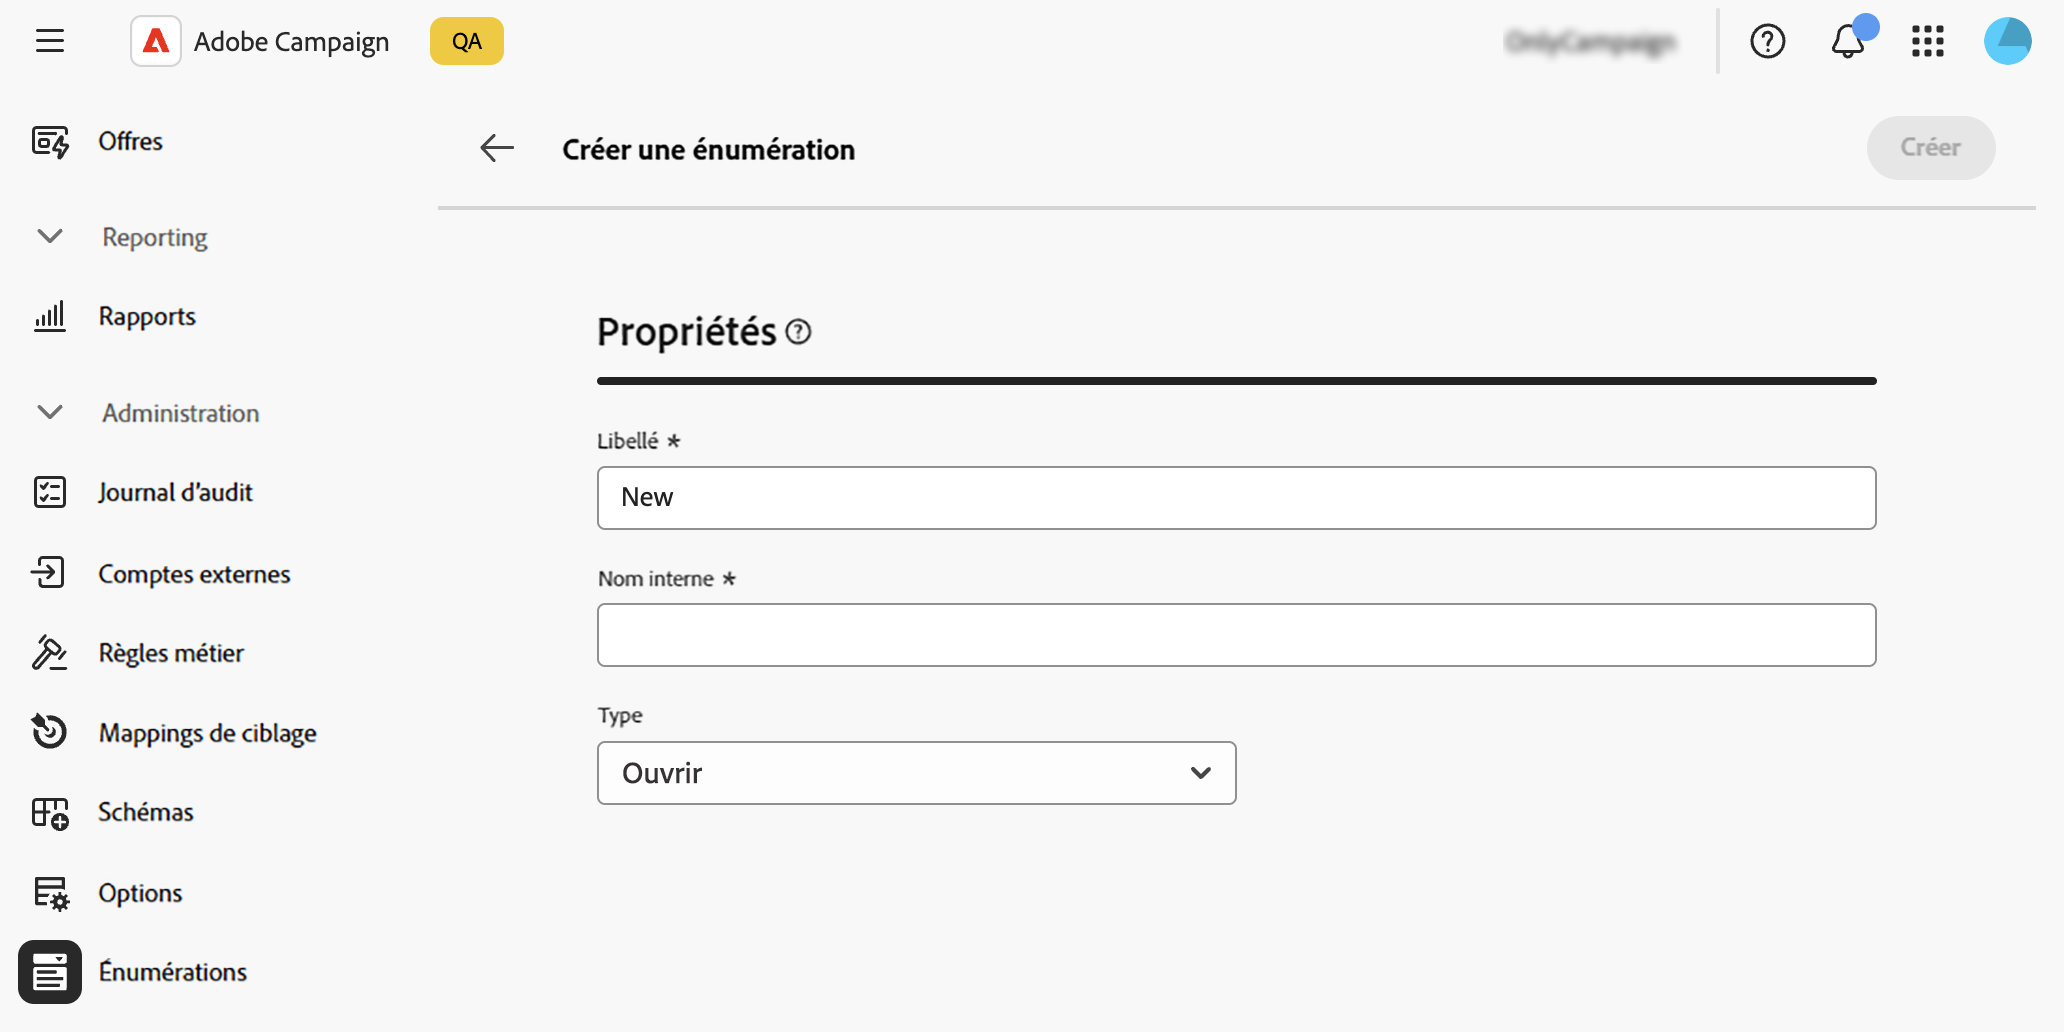 Adobe Campaign
QA
Offres
Reporting
Rapports
Administration
Journal d’audit
Comptes externes
Règles métier
Mappings de ciblage
Schémas
Options
Énumérations
Créer une énumération
Créer
Propriétés
Libellé *
New
Nom interne *
Type
Ouvrir